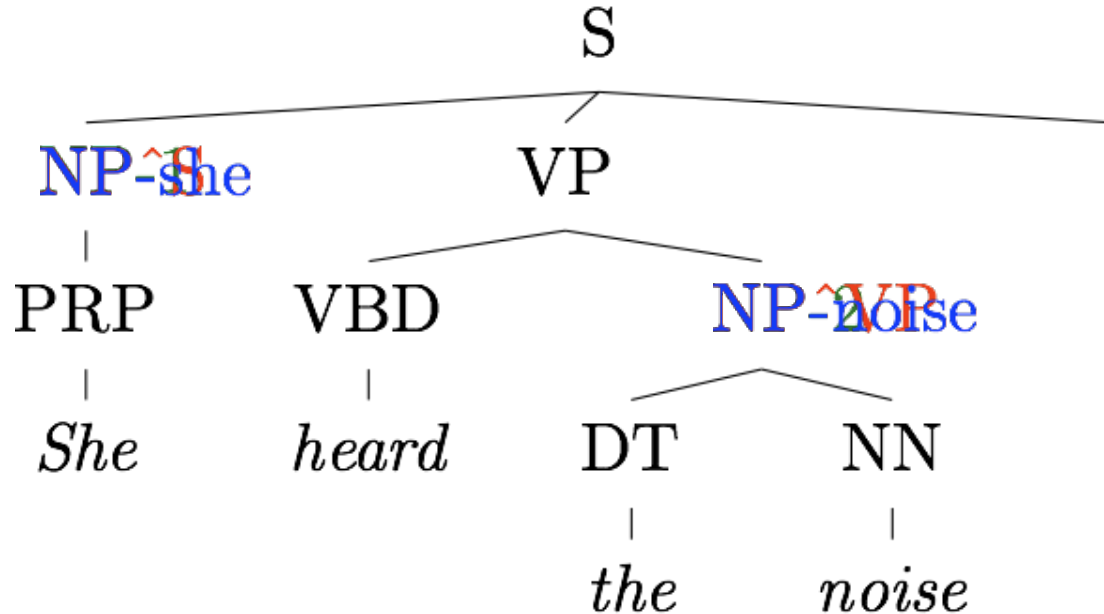 S
NP-she VP
PRP VBD NP-noise
She heard DT NN
the noise